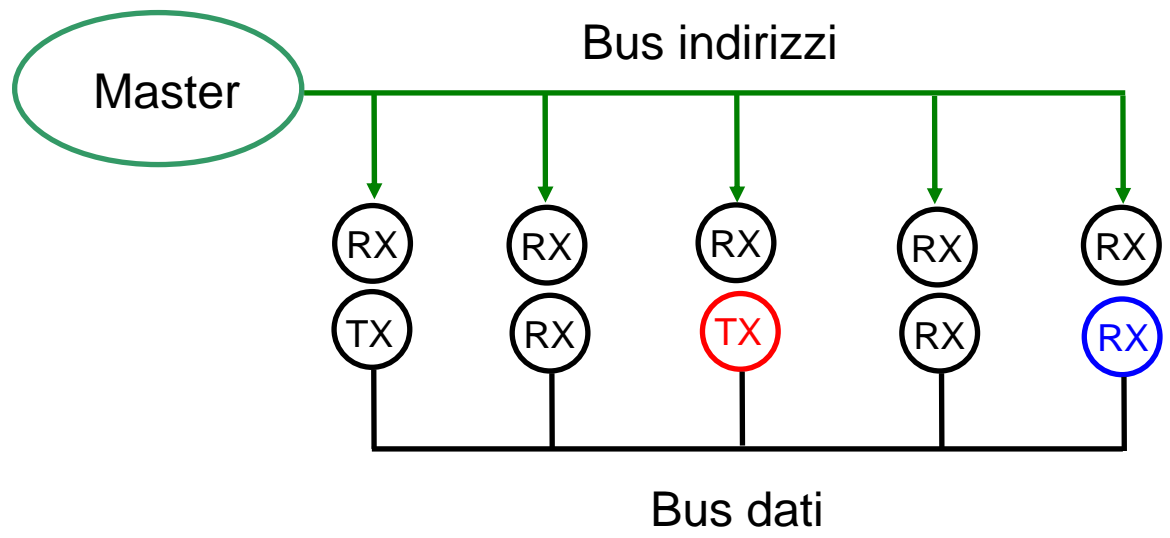 Bus indirizzi
Master
RX RX RX RX RX
TX RX TX RX RX
Bus dati